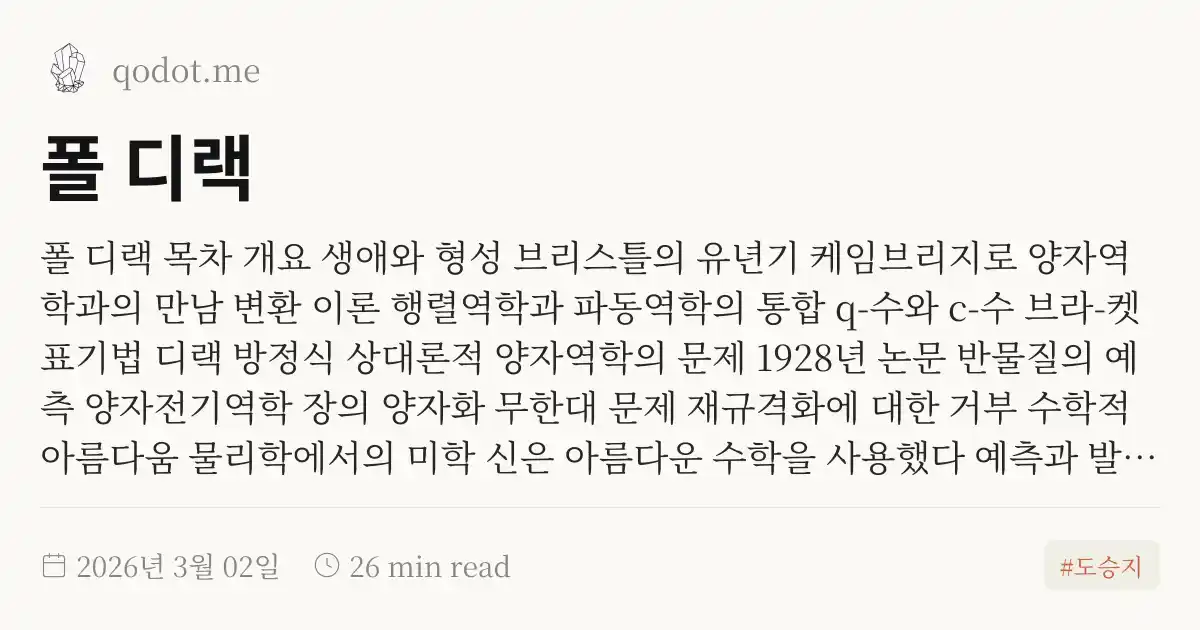 qodot.me
폴 디랙
폴 디랙 목차 개요 생애와 형성 브리스틀의 유년기 케임브리지로 양자역
학과의 만남 변환 이론 행렬역학과 파동역학의 통합 q-수와 c-수 브라-켓
표기법 디랙 방정식 상대론적 양자역학의 문제 1928년 논문 반물질의 예
측 양자전기역학 장의 양자화 무한대 문제 재규격화에 대한 거부 수학적
아름다움 물리학에서의 미학 신은 아름다운 수학을 사용했다 예측과 발…
2026년 3월 02일 26 min read #도승지